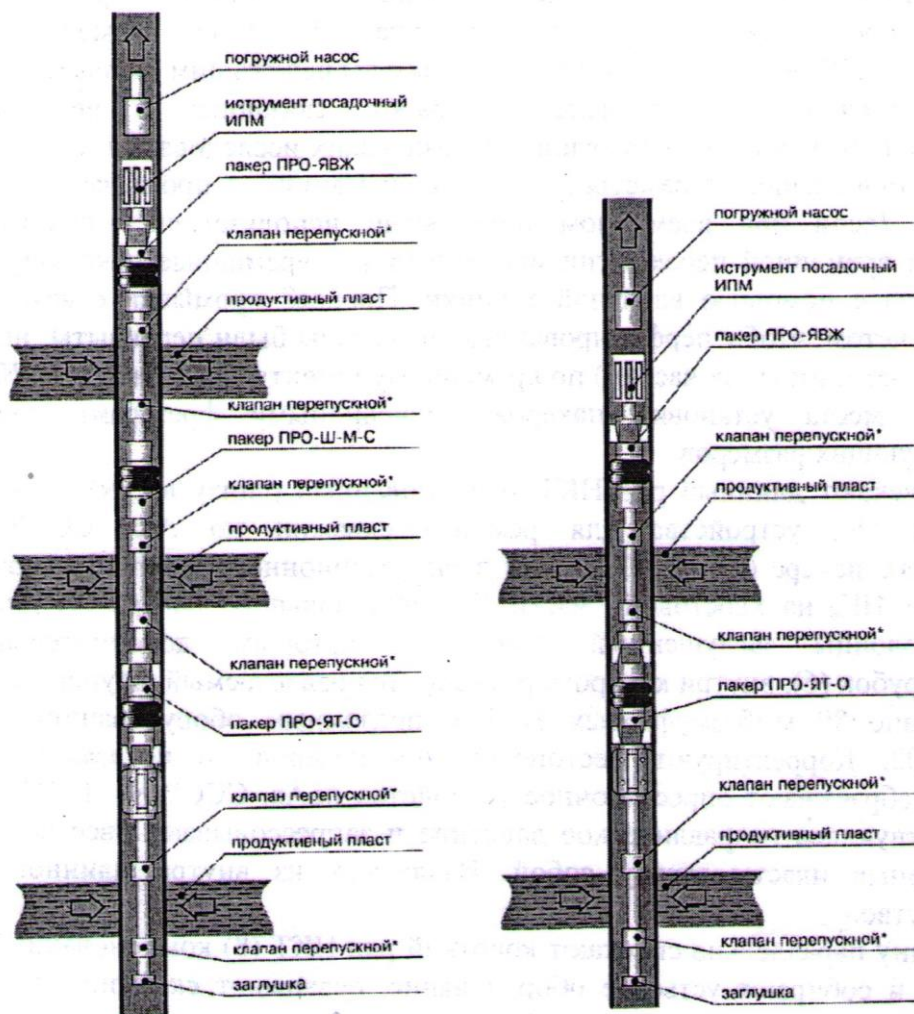 погружной насос
иструмент посадочный
ИПМ
пакер ПРО-ЯВЖ
клапан перепускной*
продуктивный пласт
клапан перепускной*
пакер ПРО-Ш-М-С
клапан перепускной*
продуктивный пласт
клапан перепускной*
пакер ПРО-ЯТ-О
клапан перепускной*
продуктивный пласт
клапан перепускной*
заглушка
погружной насос
иструмент посадочный
ИПМ
пакер ПРО-ЯВЖ
клапан перепускной*
продуктивный пласт
клапан перепускной*
пакер ПРО-ЯТ-О
клапан перепускной*
продуктивный пласт
клапан перепускной*
заглушка